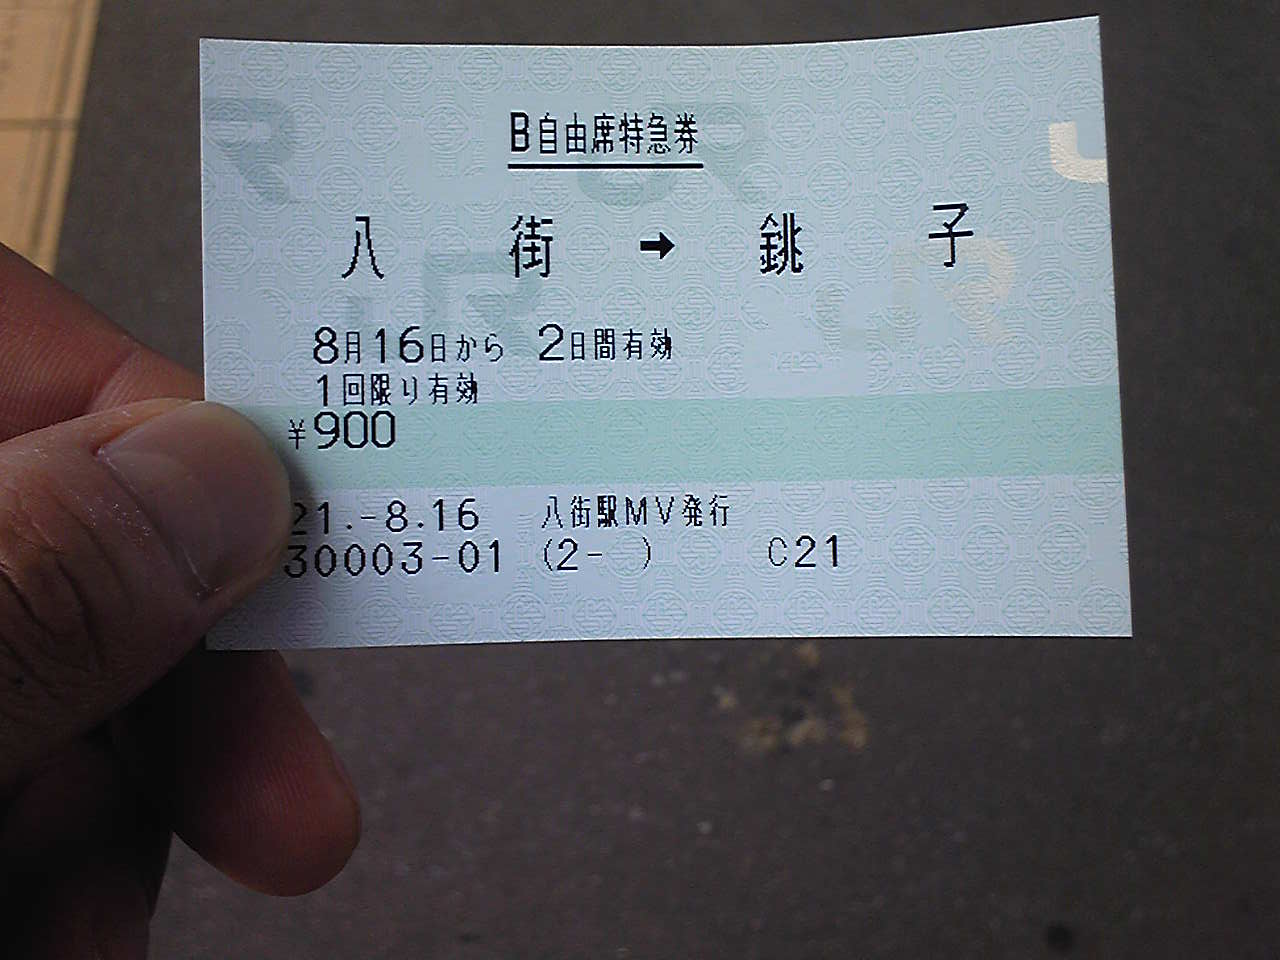 B自由席特急券
八街→銚子
8月16日から 2日間有効
1回限り有効
¥900
21.-8.16 八街駅MV発行
30003-01 (2- ) C21